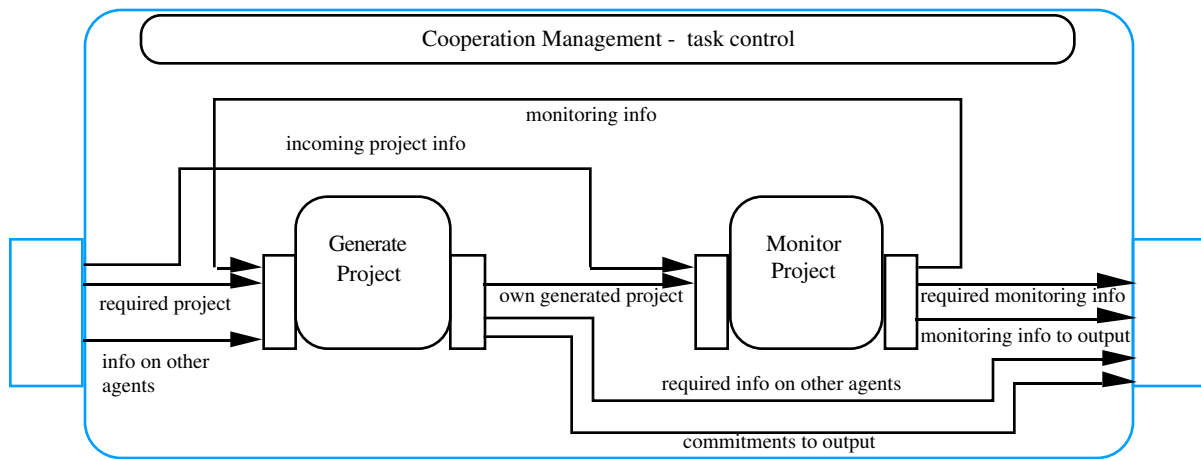 Cooperation Management - task control
monitoring info
incoming project info
Generate
Project
Monitor
Project
required project
own generated project
required monitoring info
monitoring info to output
info on other
agents
required info on other agents
commitments to output